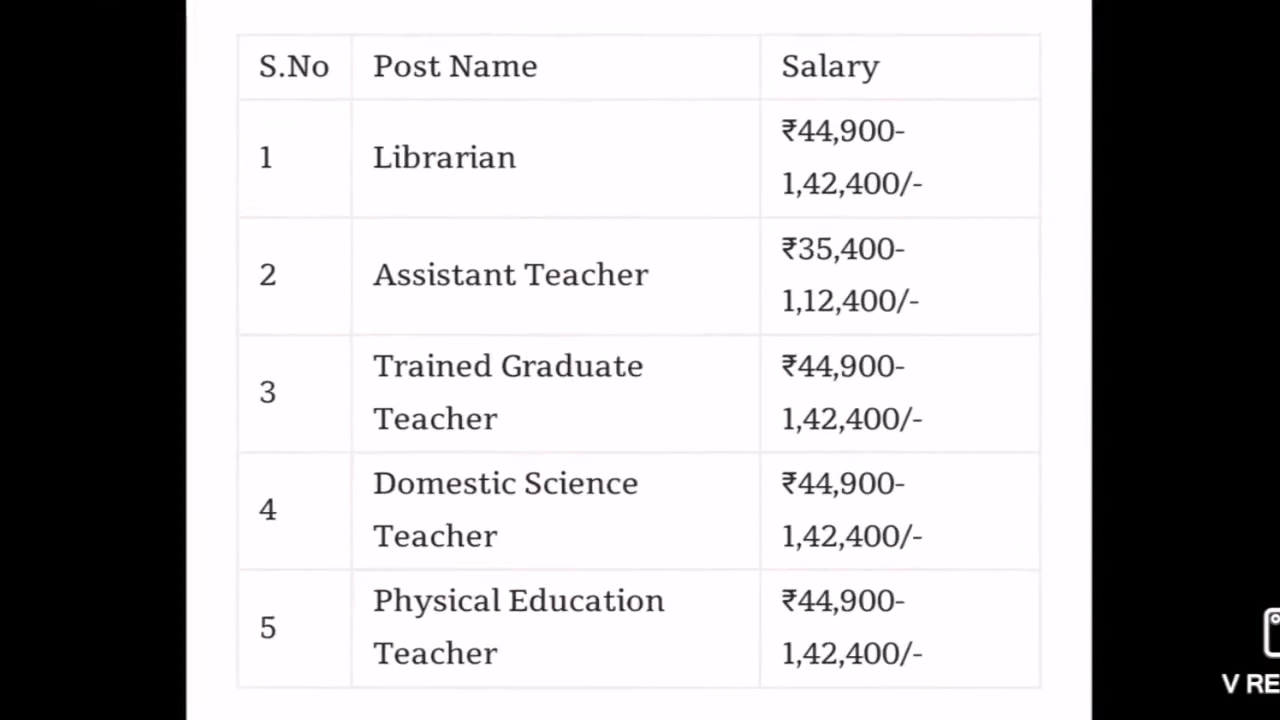 S.No Post Name Salary
1 Librarian ₹44,900-
1,42,400/-
2 Assistant Teacher ₹35,400-
1,12,400/-
3 Trained Graduate
Teacher ₹44,900-
1,42,400/-
4 Domestic Science
Teacher ₹44,900-
1,42,400/-
5 Physical Education
Teacher ₹44,900-
1,42,400/-
V RE